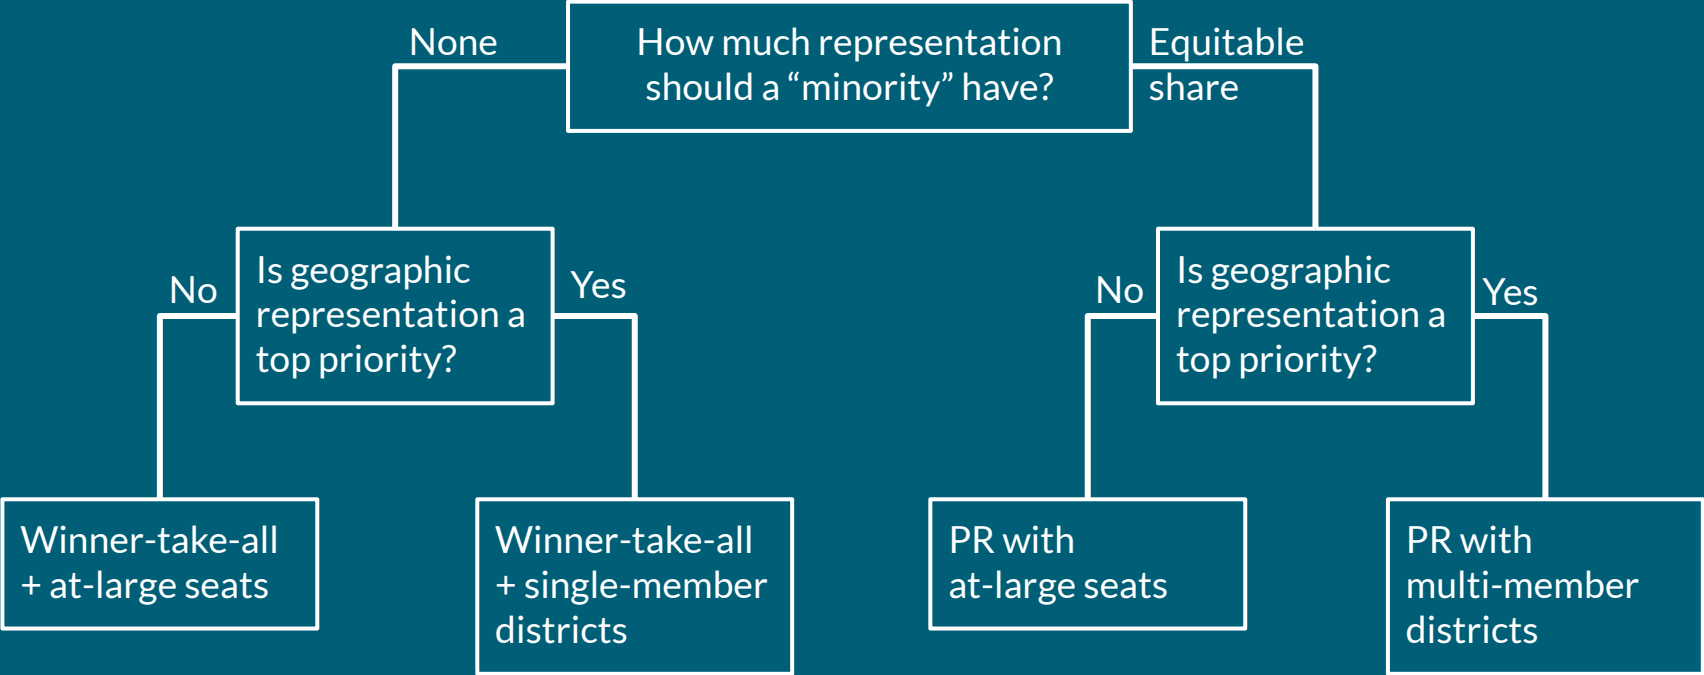 None
How much representation
should a “minority” have?
Equitable
share
No
Is geographic
representation a
top priority?
Yes
No
Is geographic
representation a
top priority?
Yes
Winner-take-all
+ at-large seats
Winner-take-all
+ single-member
districts
PR with
at-large seats
PR with
multi-member
districts